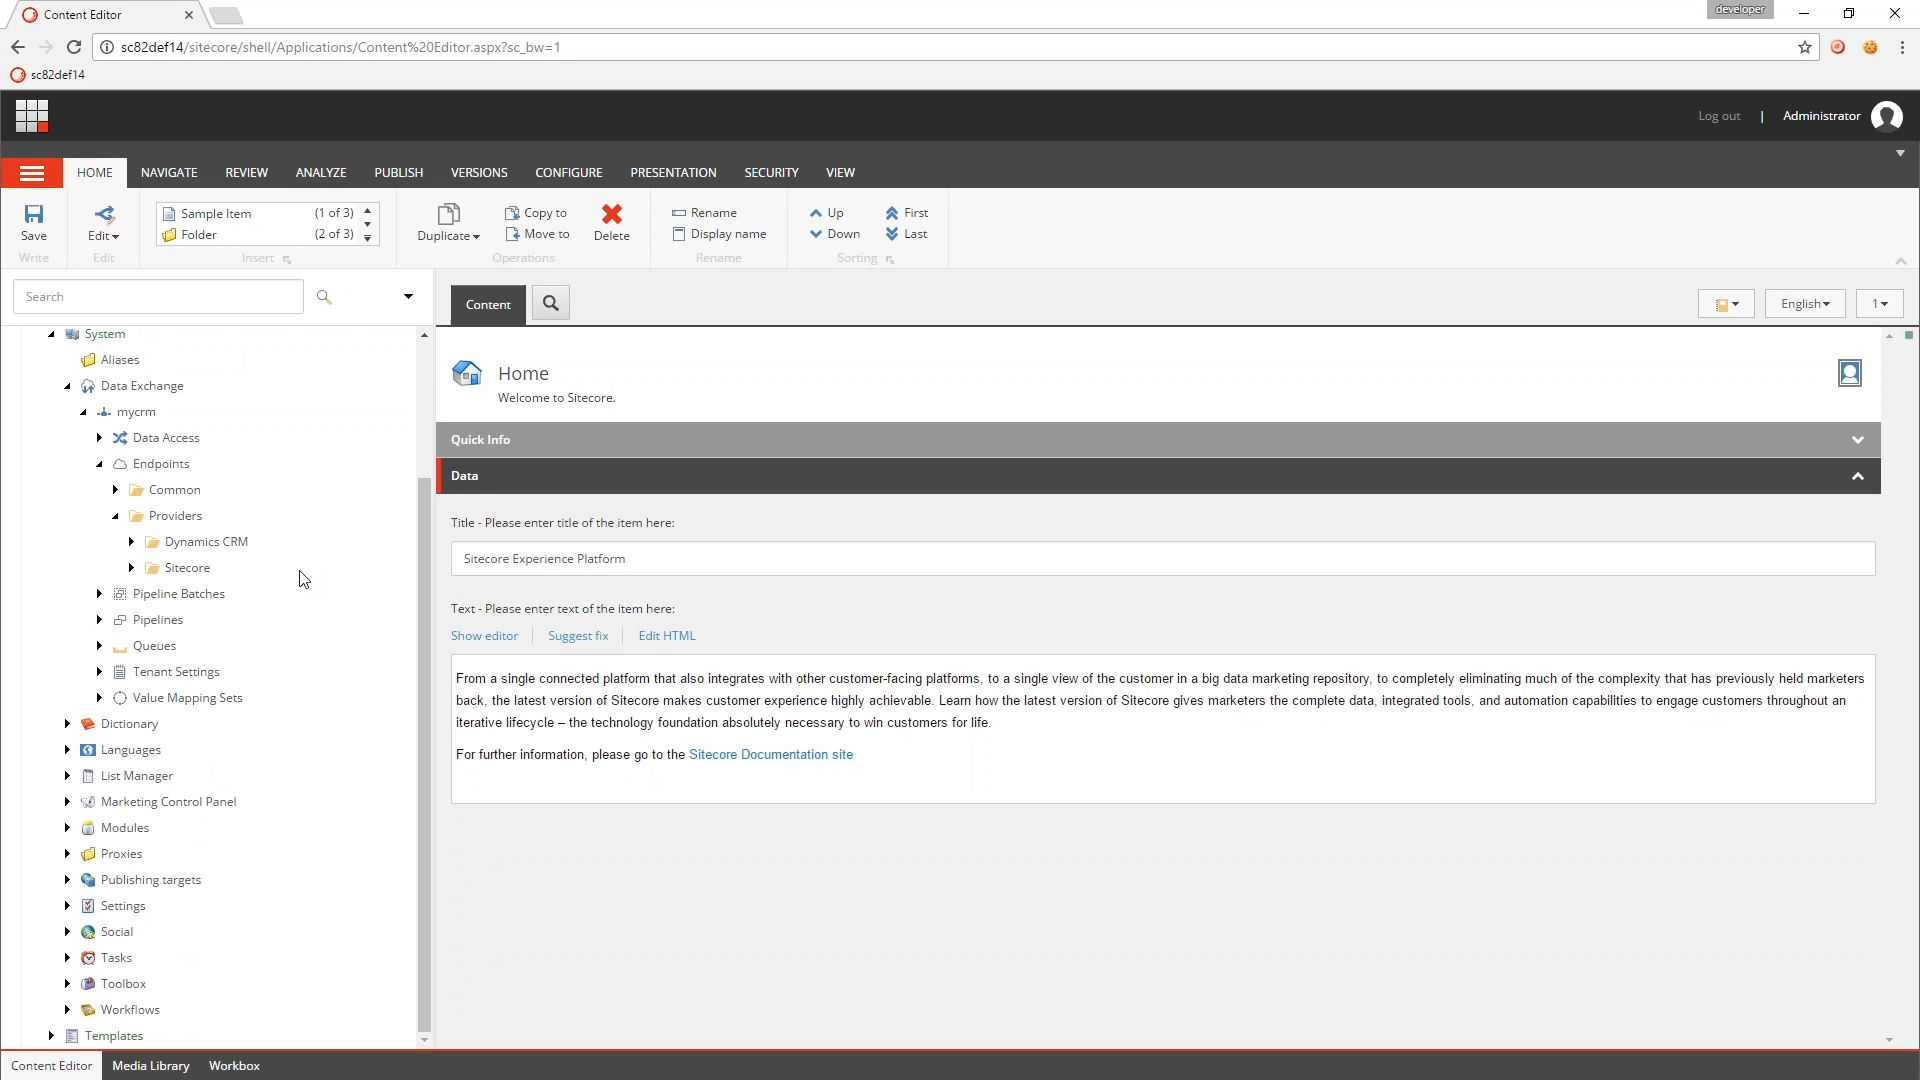 Content Editor
developer
sc82def14/sitecore/shell/Applications/Content%20Editor.aspx?sc_bw=1
sc82def14
Log out | Administrator
HOME NAVIGATE REVIEW ANALYZE PUBLISH VERSIONS CONFIGURE PRESENTATION SECURITY VIEW
Sample Item (1 of 3)
Folder (2 of 3)
Save
Edit
Duplicate
Copy to
Move to
Delete
Rename
Display name
Up
Down
First
Last
Write Edit Insert Operations Rename Sorting
Search
Content
English
1
System
Aliases
Data Exchange
mycrm
Data Access
Endpoints
Common
Providers
Dynamics CRM
Sitecore
Pipeline Batches
Pipelines
Queues
Tenant Settings
Value Mapping Sets
Dictionary
Languages
List Manager
Marketing Control Panel
Modules
Proxies
Publishing targets
Settings
Social
Tasks
Toolbox
Workflows
Templates
Home
Welcome to Sitecore.
Quick Info
Data
Title - Please enter title of the item here:
Sitecore Experience Platform
Text - Please enter text of the item here:
Show editor Suggest fix Edit HTML
From a single connected platform that also integrates with other customer-facing platforms, to a single view of the customer in a big data marketing repository, to completely eliminating much of the complexity that has previously held marketers
back, the latest version of Sitecore makes customer experience highly achievable. Learn how the latest version of Sitecore gives marketers the complete data, integrated tools, and automation capabilities to engage customers throughout an
iterative lifecycle – the technology foundation absolutely necessary to win customers for life.
For further information, please go to the Sitecore Documentation site
Content Editor Media Library Workbox